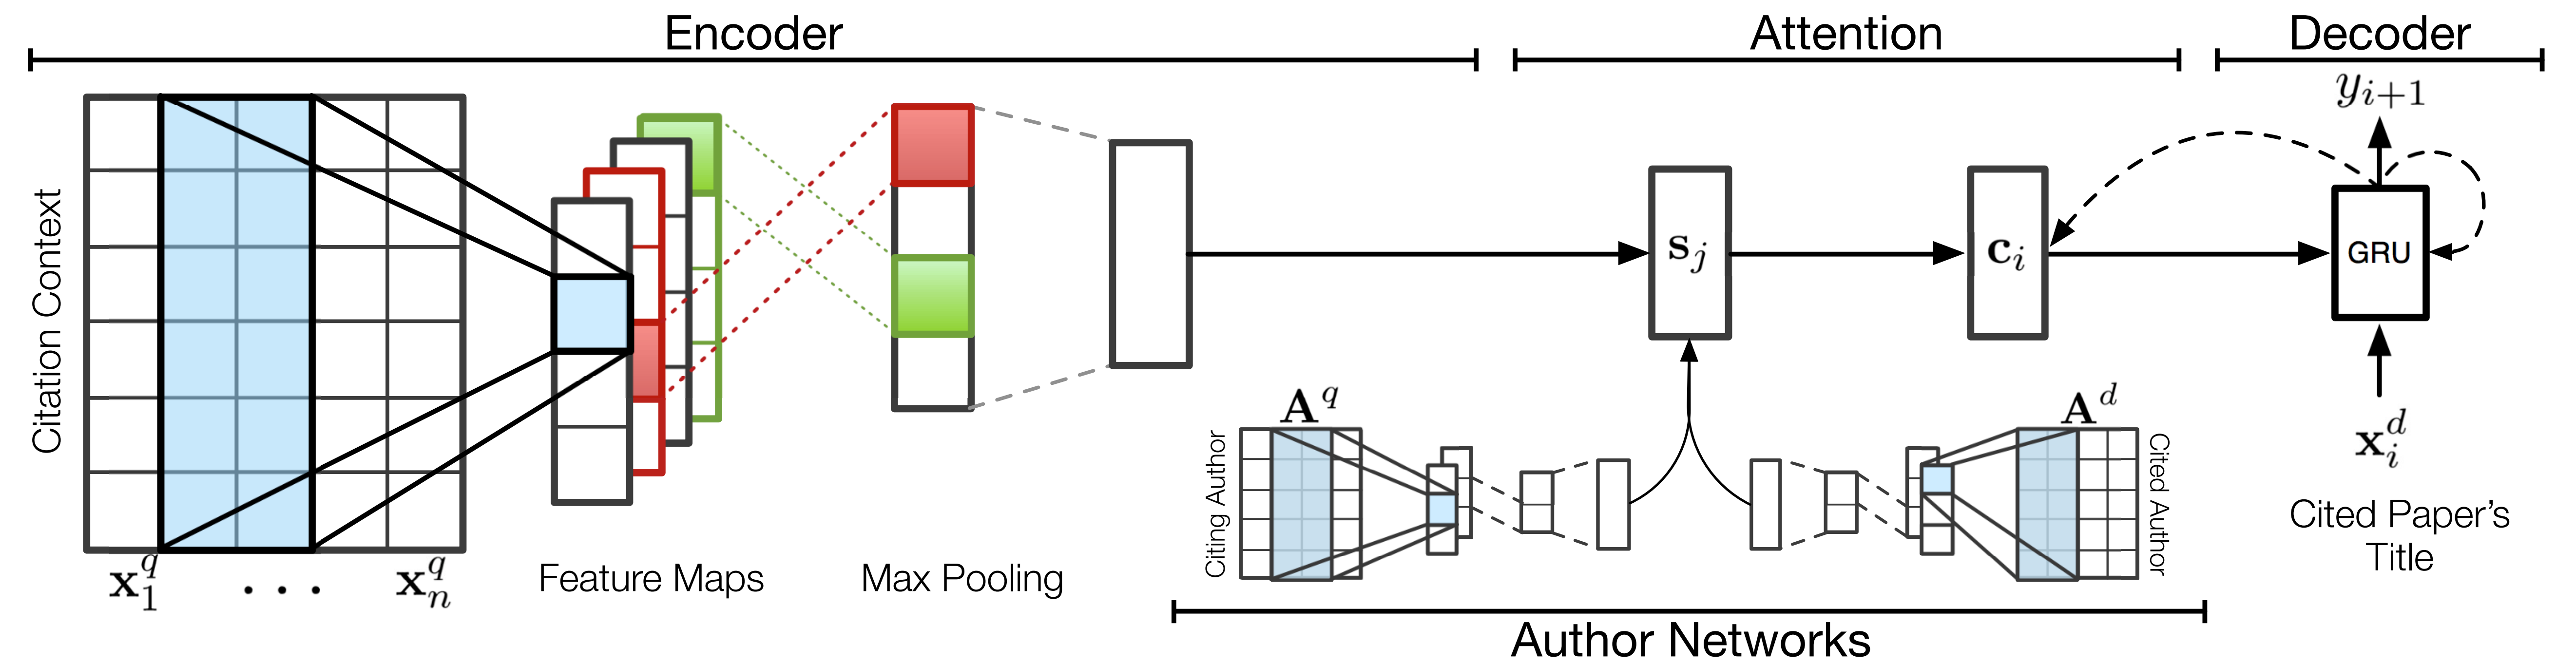 Encoder
Attention
Decoder
y_{i+1}
Citation Context
s_j
c_i
GRU
A^q
A^d
x_i^d
Citing Author
Cited Author
Cited Paper's
Title
x_1^q ... x_n^q
Feature Maps
Max Pooling
Author Networks